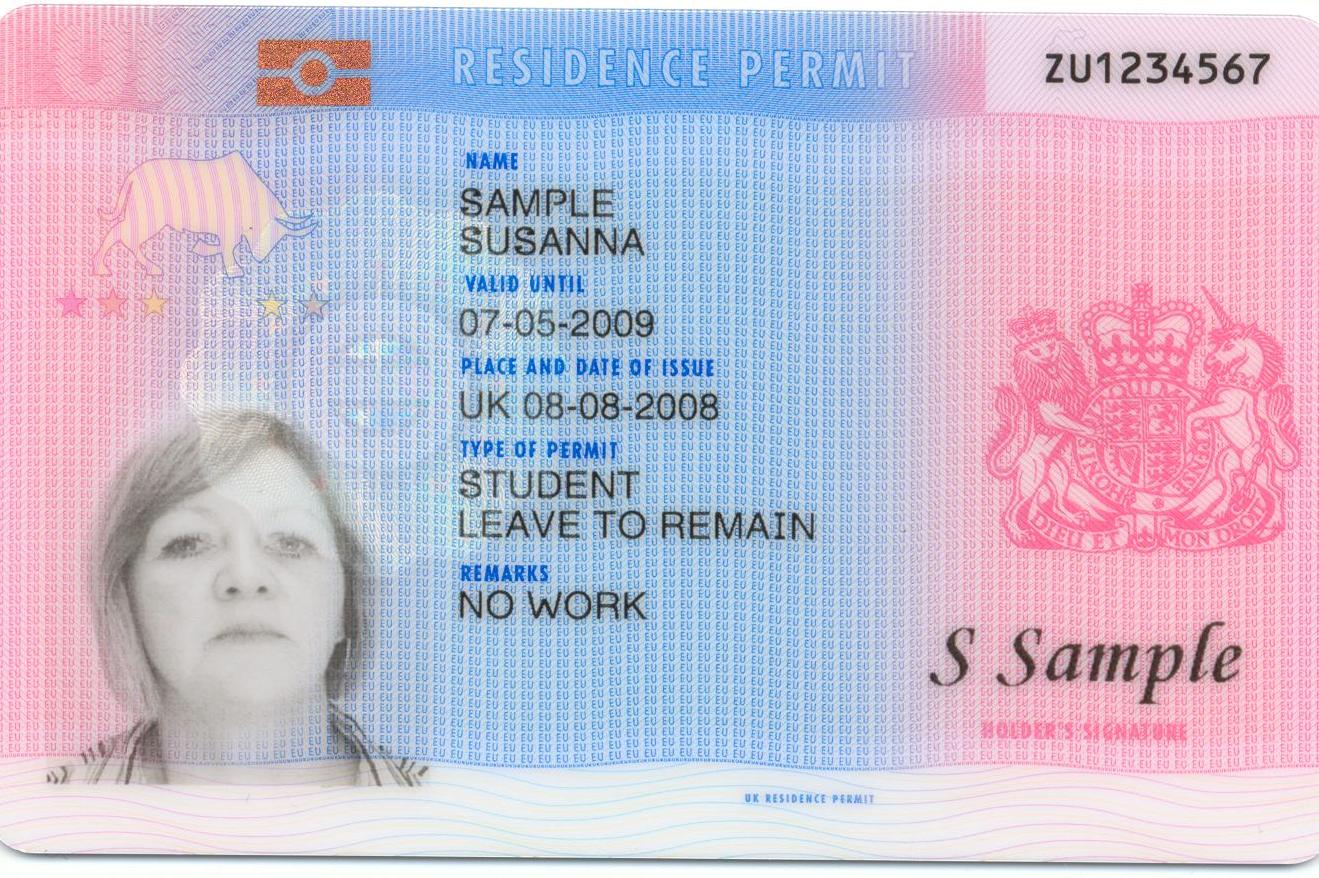 RESIDENCE PERMIT
ZU1234567
NAME
SAMPLE
SUSANNA
VALID UNTIL
07-05-2009
PLACE AND DATE OF ISSUE
UK 08-08-2008
TYPE OF PERMIT
STUDENT
LEAVE TO REMAIN
REMARKS
NO WORK
DIEU ET MON DROIT
S Sample
HOLDER'S SIGNATURE
UK RESIDENCE PERMIT